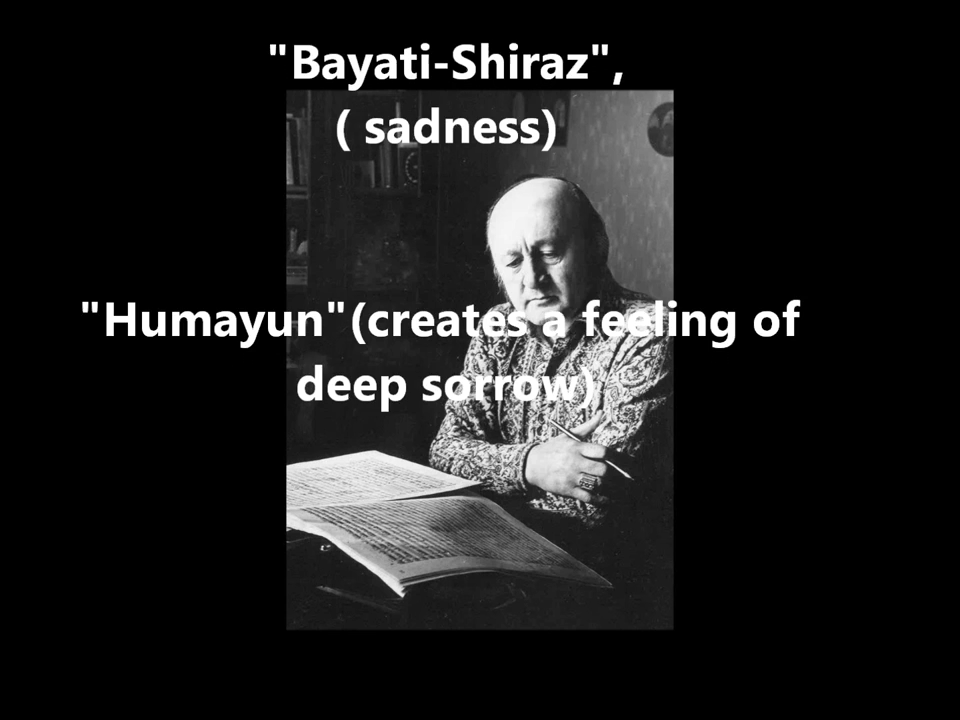 "Bayati-Shiraz",
( sadness)
"Humayun"(creates a feeling of
deep sorrow)